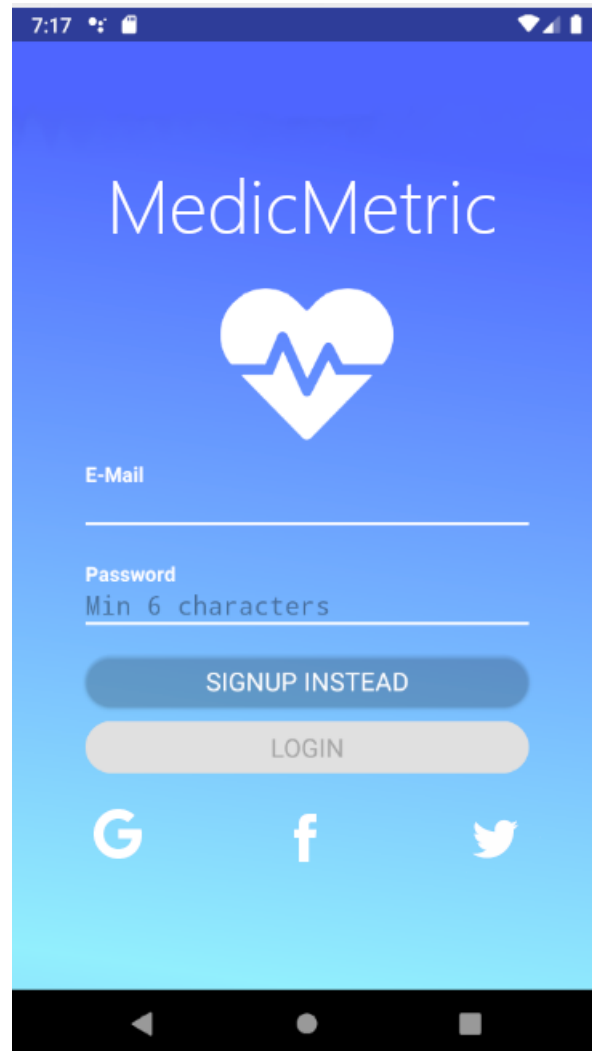 7:17
MedicMetric
E-Mail
Password
Min 6 characters
SIGNUP INSTEAD
LOGIN